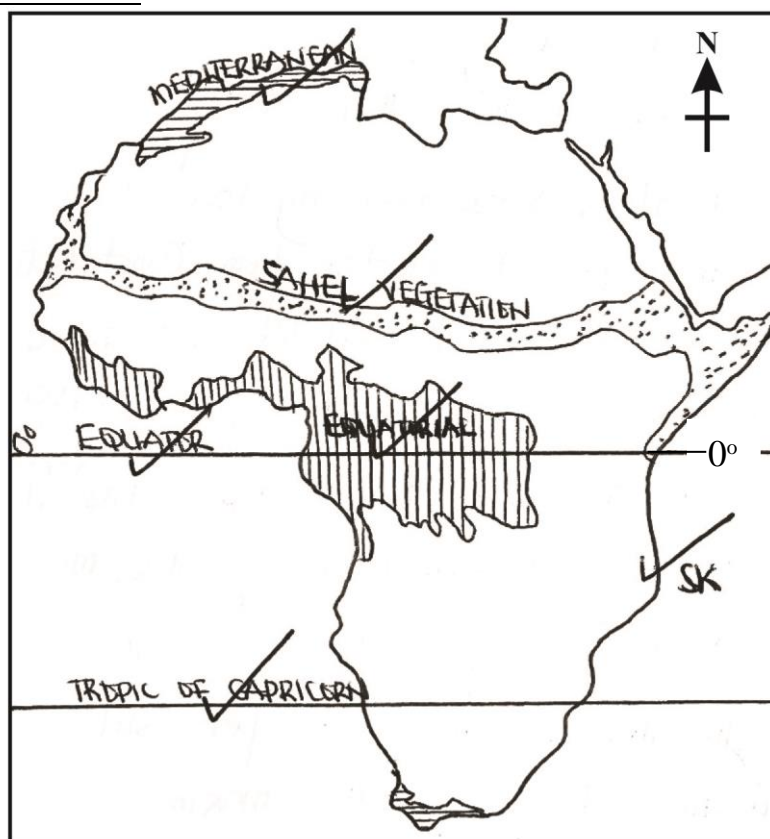 N
MEDITERRANEAN
SAHEL VEGETATION
EQUATORIAL
0° EQUATOR
0°
SK
TROPIC OF CAPRICORN